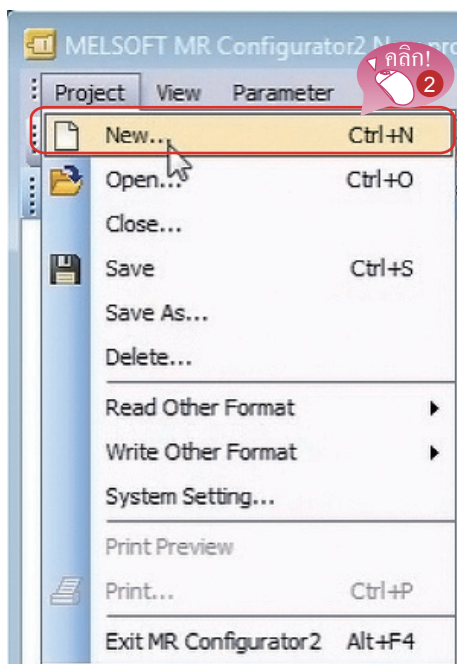 MELSOFT MR Configurator2
คลิก!
2
Project View Parameter
New... Ctrl+N
Open... Ctrl+O
Close...
Save Ctrl+S
Save As...
Delete...
Read Other Format
Write Other Format
System Setting...
Print Preview
Print... Ctrl+P
Exit MR Configurator2 Alt+F4